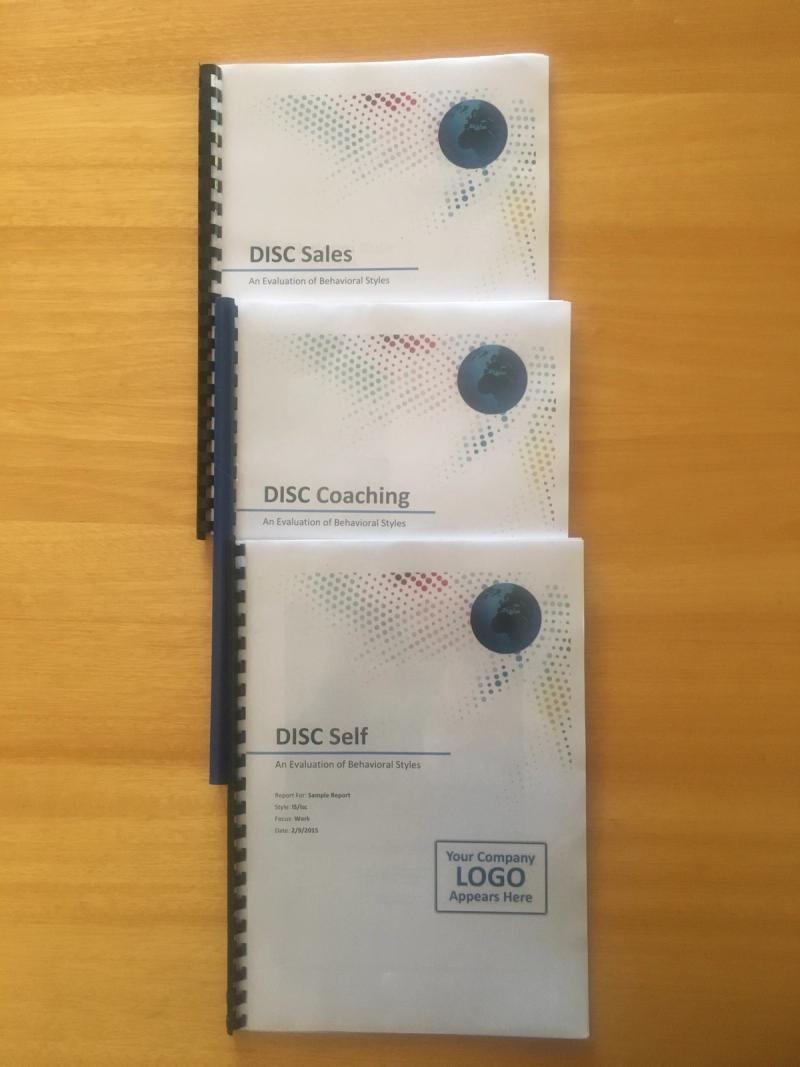 DISC Sales
An Evaluation of Behavioral Styles
DISC Coaching
An Evaluation of Behavioral Styles
DISC Self
An Evaluation of Behavioral Styles
Report For: Sample Report
Style: IS/Isc
Focus: Work
Date: 2/9/2015
Your Company
LOGO
Appears Here